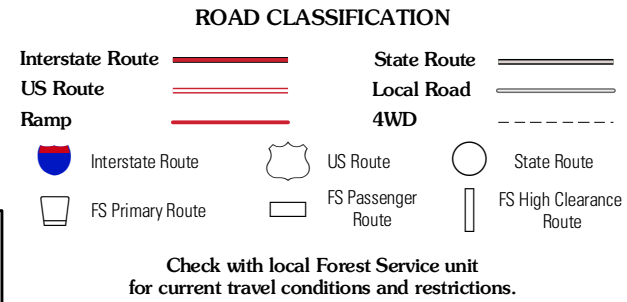 ROAD CLASSIFICATION
Interstate Route
State Route
US Route
Local Road
Ramp
4WD
Interstate Route
US Route
State Route
FS Primary Route
FS Passenger
Route
FS High Clearance
Route
Check with local Forest Service unit
for current travel conditions and restrictions.